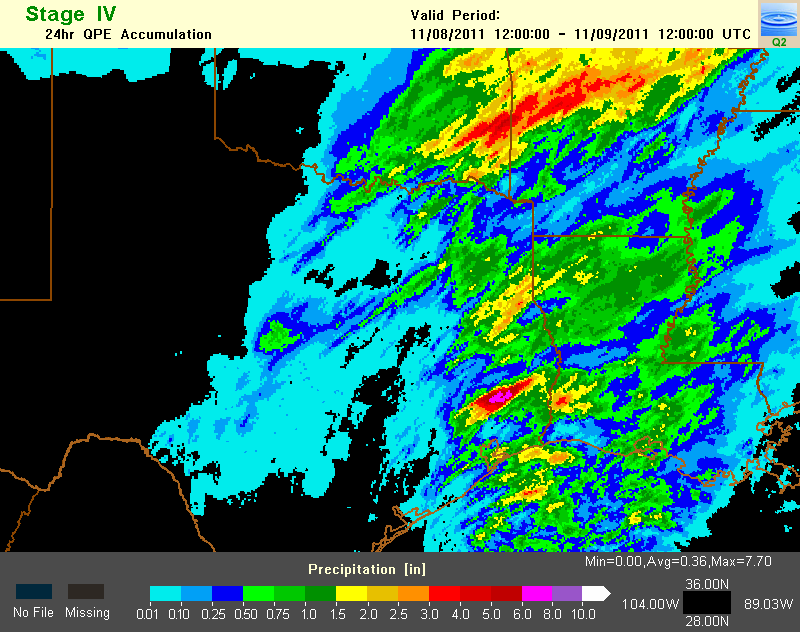 Stage IV
24hr QPE Accumulation
Valid Period:
11/08/2011 12:00:00 - 11/09/2011 12:00:00 UTC
Q2
Precipitation [in]
Min=0.00,Avg=0.36,Max=7.70
No File
Missing
0.01 0.10 0.25 0.50 0.75 1.0 1.5 2.0 2.5 3.0 4.0 5.0 6.0 8.0 10.0
36.00N
104.00W
89.03W
28.00N